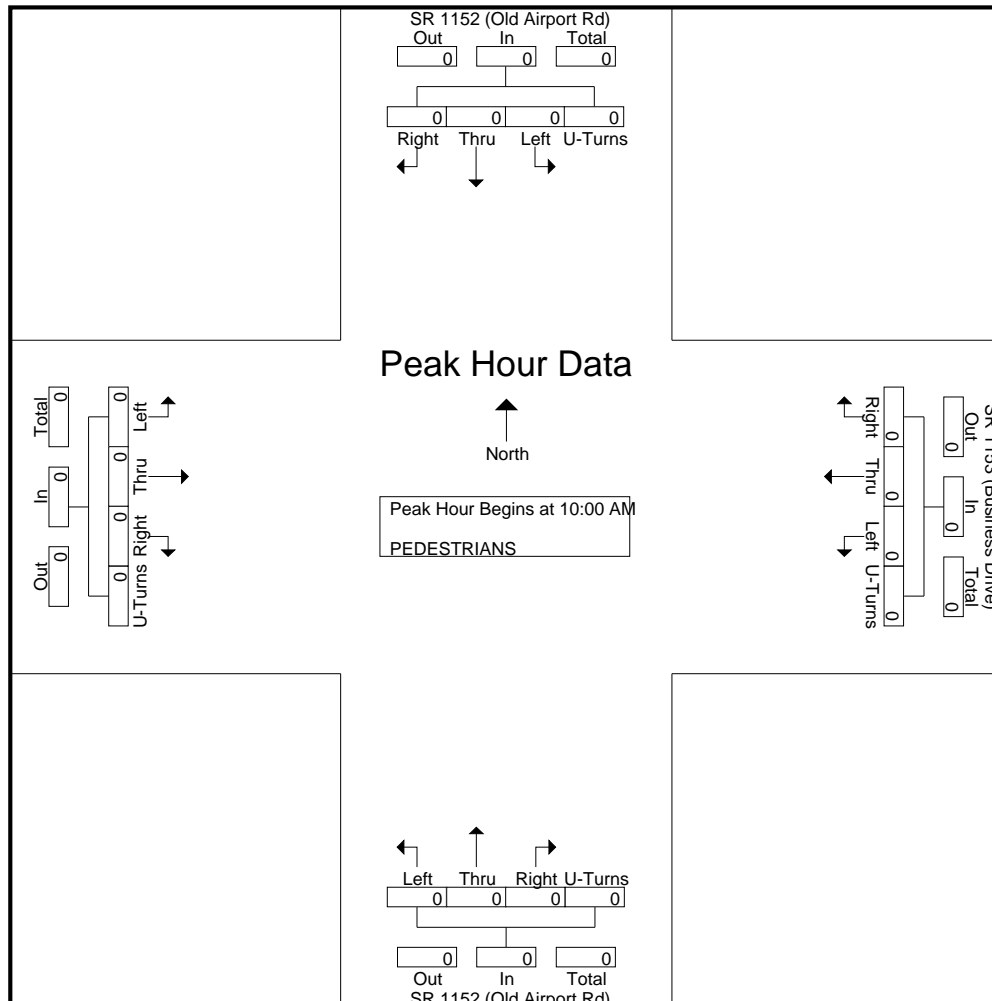 SR 1152 (Old Airport Rd)
Out In Total
0 0 0
0 0 0 0
Right Thru Left U-Turns
Peak Hour Data
North
Peak Hour Begins at 10:00 AM
PEDESTRIANS
Total In Out
0 0 0
0 0 0 0
Left Thru Right U-Turns
Right Thru Left U-Turns
0 0 0 0
0 0 0
Out In Total
SR 1153 (Business Drive)
Left Thru Right U-Turns
0 0 0 0
0 0 0
Out In Total
SR 1152 (Old Airport Rd)